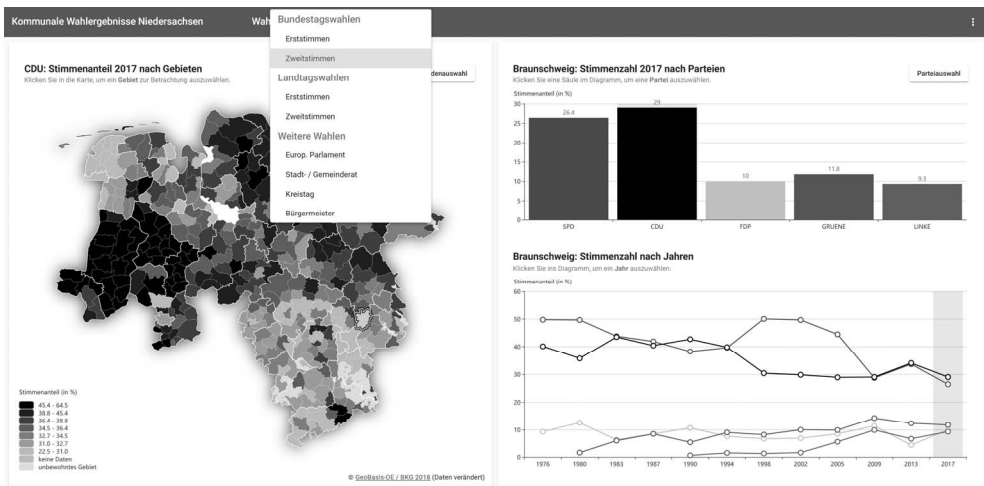 Kommunale Wahlergebnisse Niedersachsen
Wah
Bundestagswahlen
Erststimmen
Zweitstimmen
Landtagswahlen
Erststimmen
Zweitstimmen
Weitere Wahlen
Europ. Parlament
Stadt- / Gemeinderat
Kreistag
Bürgermeister
CDU: Stimmenanteil 2017 nach Gebieten
Klicken Sie in die Karte, um ein Gebiet zur Betrachtung auszuwählen.
denauswahl
Stimmenanteil (in %)
45.4 - 64.5
38.8 - 45.4
36.4 - 38.8
34.5 - 36.4
32.7 - 34.5
31.0 - 32.7
22.5 - 31.0
keine Daten
unbewohntes Gebiet
© GeoBasis-DE / BKG 2018 (Daten verändert)
Braunschweig: Stimmenzahl 2017 nach Parteien
Klicken Sie eine Säule im Diagramm, um eine Partei auszuwählen.
Parteiauswahl
Stimmenanteil (in %)
30
25
20
15
10
5
0
26.4
29
10
11.8
9.3
SPD CDU FDP GRUENE LINKE
Braunschweig: Stimmenzahl nach Jahren
Klicken Sie ins Diagramm, um ein Jahr auszuwählen.
Stimmenanteil (in %)
60
50
40
30
20
10
0
1976 1980 1983 1987 1990 1994 1998 2002 2005 2009 2013 2017